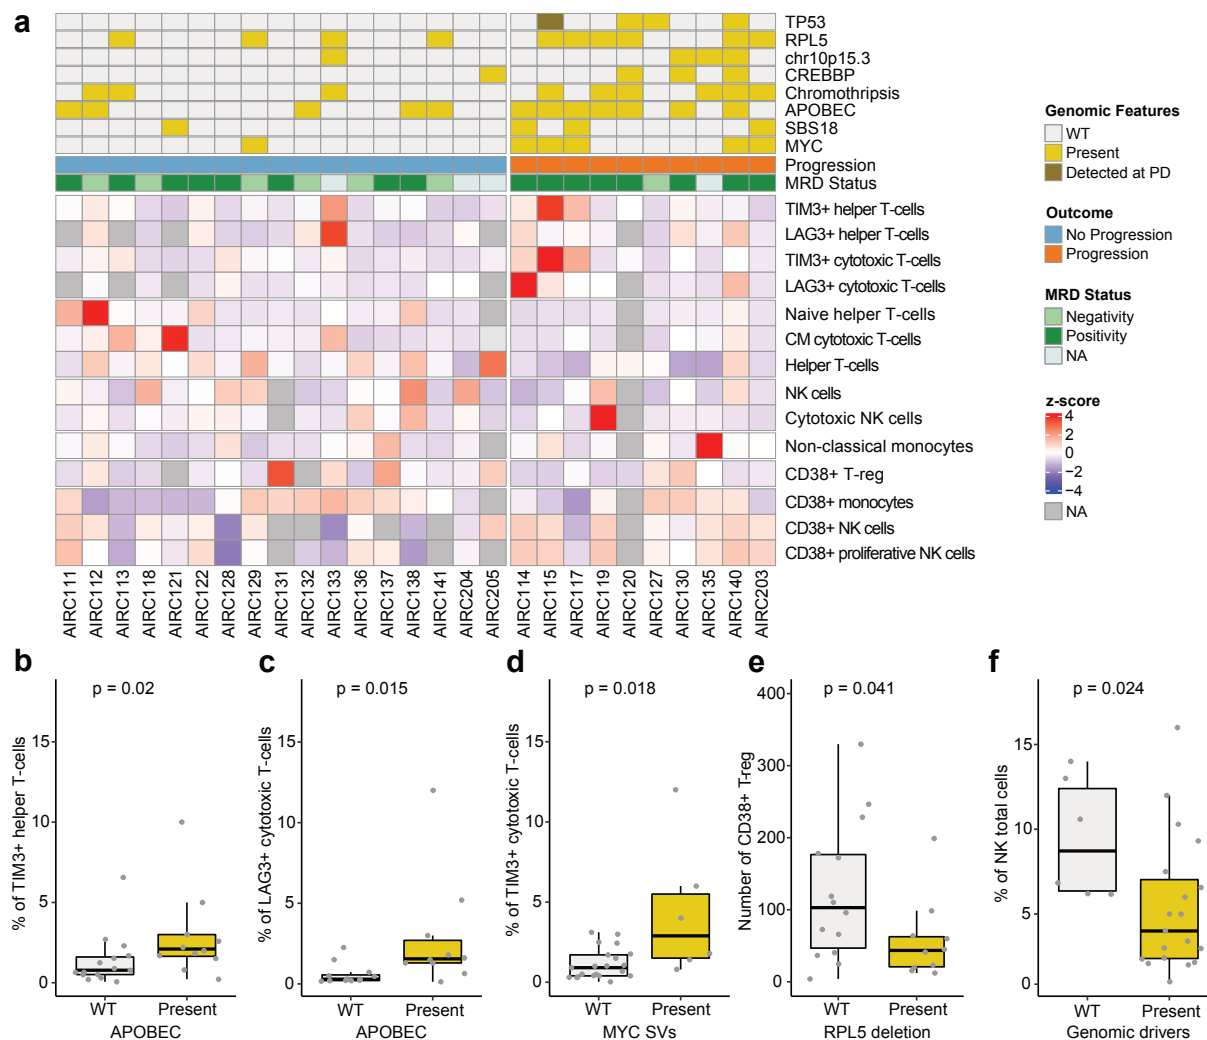 a
TP53
RPL5
chr10p15.3
CREBBP
Chromothripsis
APOBEC
SBS18
MYC
Progression
MRD Status
TIM3+ helper T-cells
LAG3+ helper T-cells
TIM3+ cytotoxic T-cells
LAG3+ cytotoxic T-cells
Naive helper T-cells
CM cytotoxic T-cells
Helper T-cells
NK cells
Cytotoxic NK cells
Non-classical monocytes
CD38+ T-reg
CD38+ monocytes
CD38+ NK cells
CD38+ proliferative NK cells
Genomic Features
WT
Present
Detected at PD
Outcome
No Progression
Progression
MRD Status
Negativity
Positivity
NA
z-score
4
2
0
−2
−4
NA
AIRC111
AIRC112
AIRC113
AIRC118
AIRC121
AIRC122
AIRC128
AIRC129
AIRC131
AIRC132
AIRC133
AIRC136
AIRC137
AIRC138
AIRC141
AIRC204
AIRC205
AIRC114
AIRC115
AIRC117
AIRC119
AIRC120
AIRC127
AIRC130
AIRC135
AIRC140
AIRC203
b
p = 0.02
% of TIM3+ helper T-cells
15
10
5
0
WT Present
APOBEC
c
p = 0.015
% of LAG3+ cytotoxic T-cells
15
10
5
0
WT Present
APOBEC
d
p = 0.018
% of TIM3+ cytotoxic T-cells
15
10
5
0
WT Present
MYC SVs
e
p = 0.041
Number of CD38+ T-reg
400
300
200
100
0
WT Present
RPL5 deletion
f
p = 0.024
% of NK total cells
15
10
5
0
WT Present
Genomic drivers